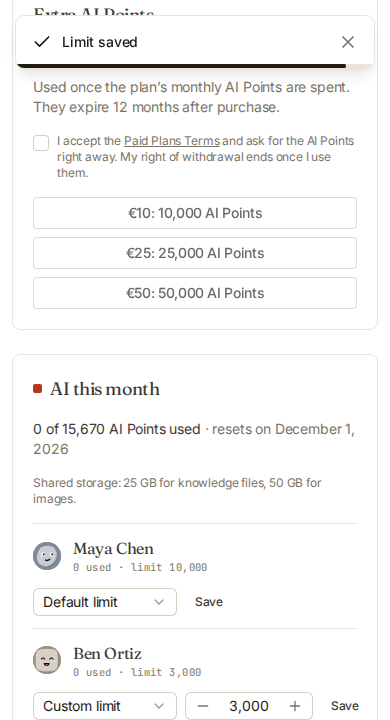 Extra Points
Limit saved
Used once the plan's monthly AI Points are spent.
They expire 12 months after purchase.
I accept the Paid Plans Terms and ask for the AI Points
right away. My right of withdrawal ends once I use
them.
€10: 10,000 AI Points
€25: 25,000 AI Points
€50: 50,000 AI Points
AI this month
0 of 15,670 AI Points used · resets on December 1,
2026
Shared storage: 25 GB for knowledge files, 50 GB for
images.
Maya Chen
0 used · limit 10,000
Default limit
Save
Ben Ortiz
0 used · limit 3,000
Custom limit
3,000
Save